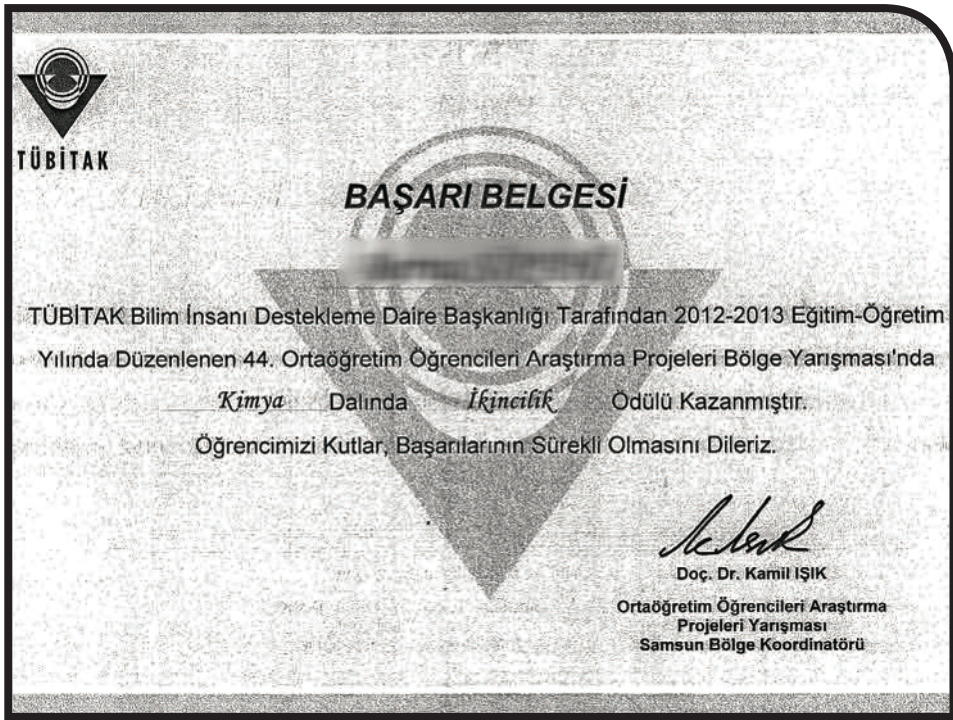 TÜBİTAK
BAŞARI BELGESİ
TÜBİTAK Bilim İnsanı Destekleme Daire Başkanlığı Tarafından 2012-2013 Eğitim-Öğretim
Yılında Düzenlenen 44. Ortaöğretim Öğrencileri Araştırma Projeleri Bölge Yarışması'nda
Kimya Dalında İkincilik Ödülü Kazanmıştır.
Öğrencimizi Kutlar, Başarılarının Sürekli Olmasını Dileriz.
Doç. Dr. Kamil IŞIK
Ortaöğretim Öğrencileri Araştırma
Projeleri Yarışması
Samsun Bölge Koordinatörü